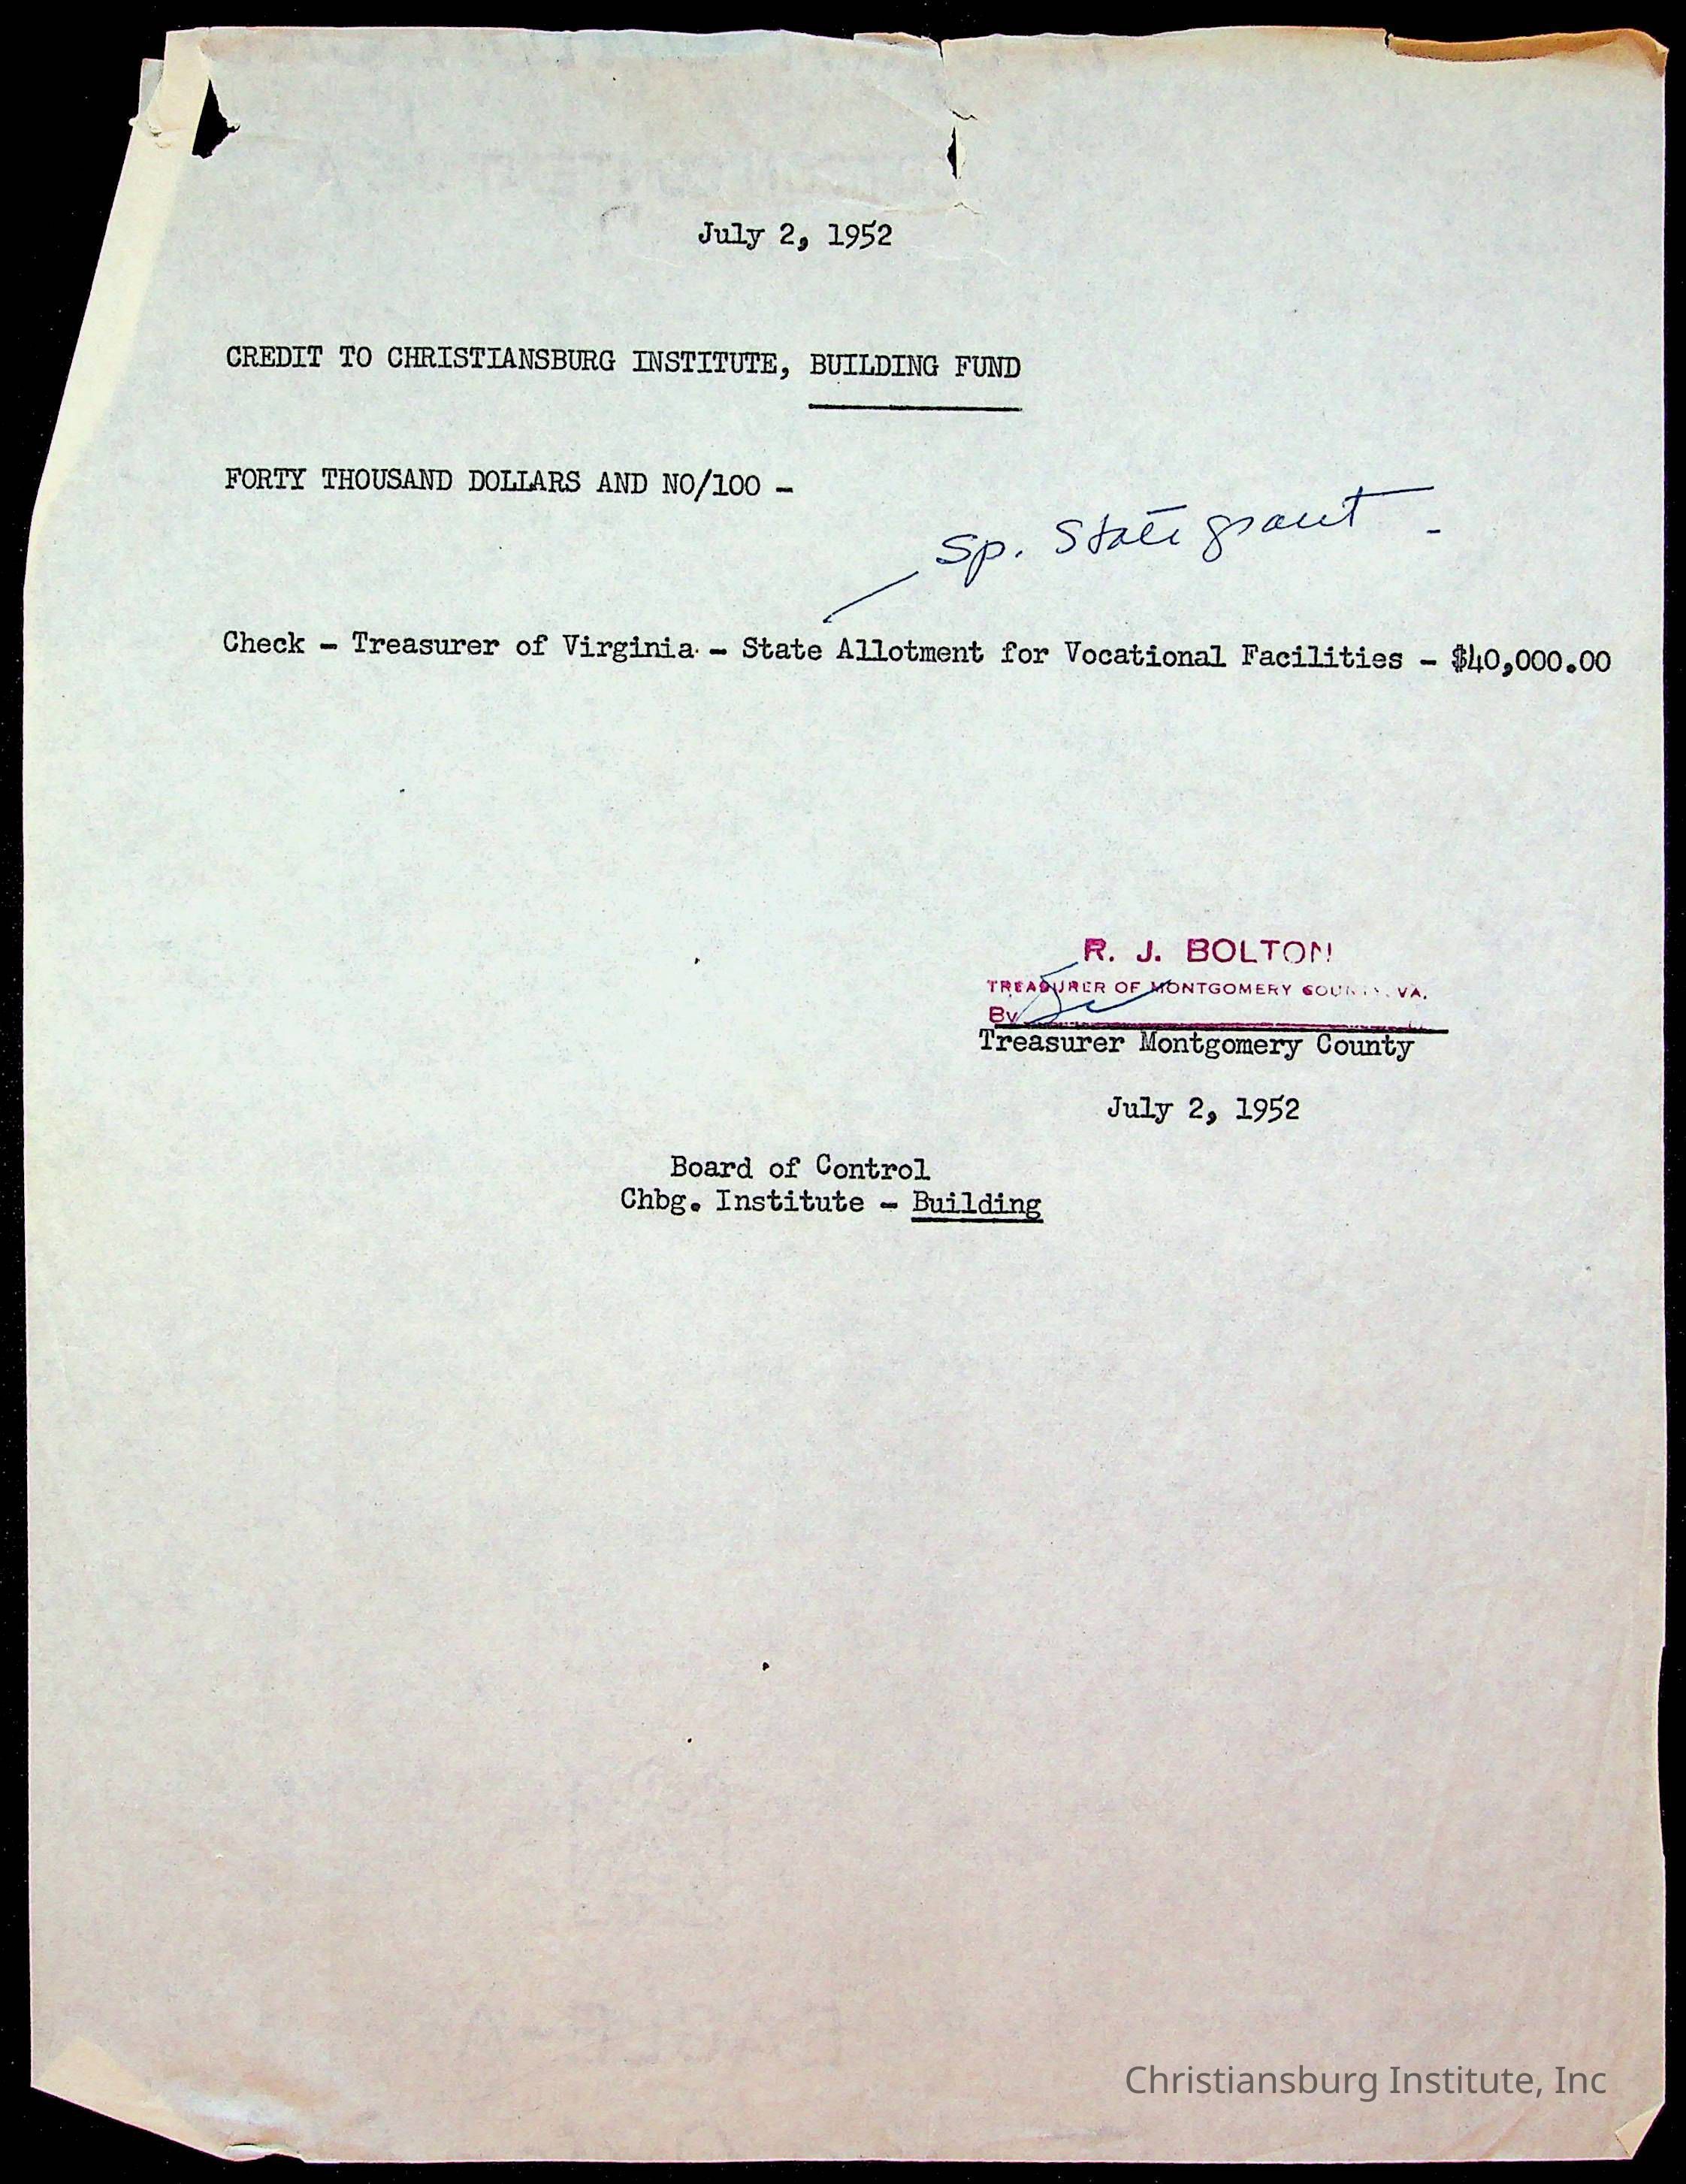 July 2, 1952
CREDIT TO CHRISTIANSBURG INSTITUTE, BUILDING FUND
FORTY THOUSAND DOLLARS AND NO/100 -
Sp. State grant -
Check - Treasurer of Virginia - State Allotment for Vocational Facilities - $40,000.00
R. J. BOLTON
TREASURER OF MONTGOMERY COUNTY, VA.
By
Treasurer Montgomery County
July 2, 1952
Board of Control
Chbg. Institute - Building
Christiansburg Institute, Inc